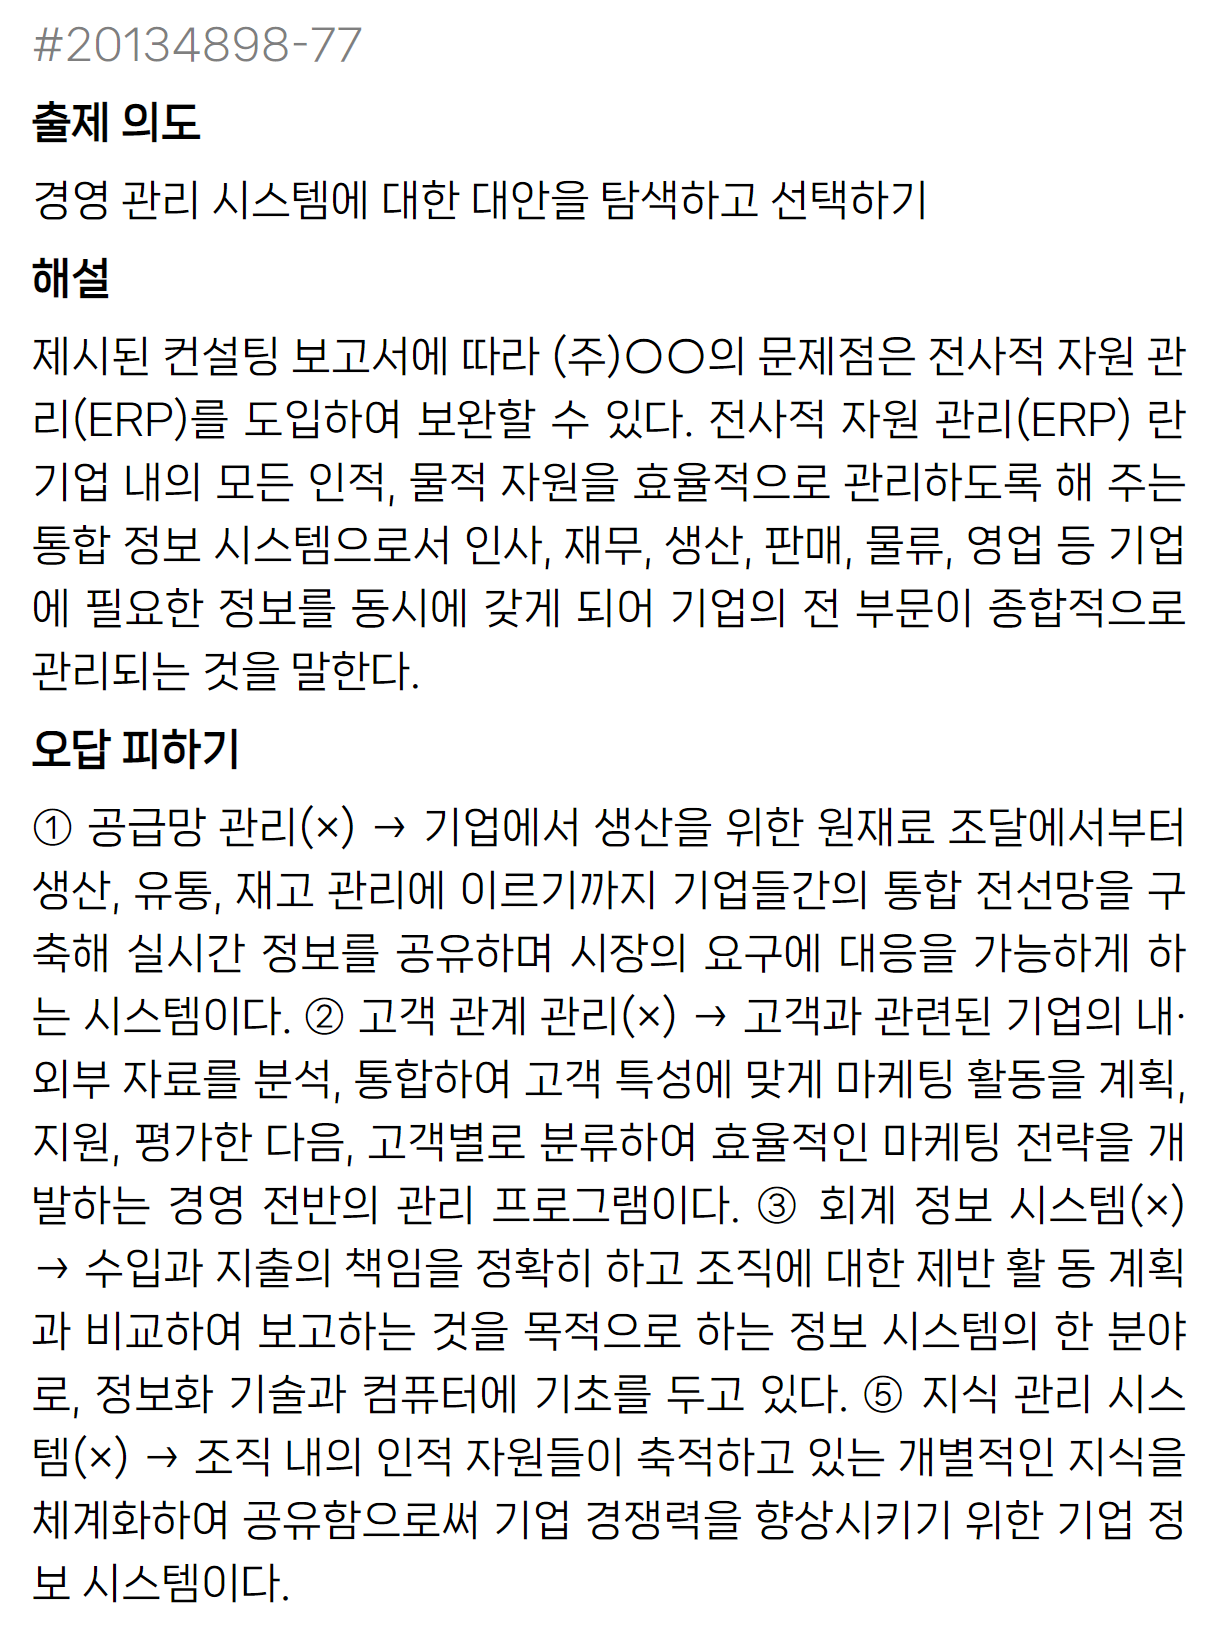 #20134898-77
출제 의도
경영 관리 시스템에 대한 대안을 탐색하고 선택하기
해설
제시된 컨설팅 보고서에 따라 (주)〇〇의 문제점은 전사적 자원 관
리(ERP)를 도입하여 보완할 수 있다. 전사적 자원 관리(ERP) 란
기업 내의 모든 인적, 물적 자원을 효율적으로 관리하도록 해 주는
통합 정보 시스템으로서 인사, 재무, 생산, 판매, 물류, 영업 등 기업
에 필요한 정보를 동시에 갖게 되어 기업의 전 부문이 종합적으로
관리되는 것을 말한다.
오답 피하기
① 공급망 관리(×) → 기업에서 생산을 위한 원재료 조달에서부터
생산, 유통, 재고 관리에 이르기까지 기업들간의 통합 전선망을 구
축해 실시간 정보를 공유하며 시장의 요구에 대응을 가능하게 하
는 시스템이다. ② 고객 관계 관리(×) → 고객과 관련된 기업의 내·
외부 자료를 분석, 통합하여 고객 특성에 맞게 마케팅 활동을 계획,
지원, 평가한 다음, 고객별로 분류하여 효율적인 마케팅 전략을 개
발하는 경영 전반의 관리 프로그램이다. ③ 회계 정보 시스템(×)
→ 수입과 지출의 책임을 정확히 하고 조직에 대한 제반 활 동 계획
과 비교하여 보고하는 것을 목적으로 하는 정보 시스템의 한 분야
로, 정보화 기술과 컴퓨터에 기초를 두고 있다. ⑤ 지식 관리 시스
템(×) → 조직 내의 인적 자원들이 축적하고 있는 개별적인 지식을
체계화하여 공유함으로써 기업 경쟁력을 향상시키기 위한 기업 정
보 시스템이다.